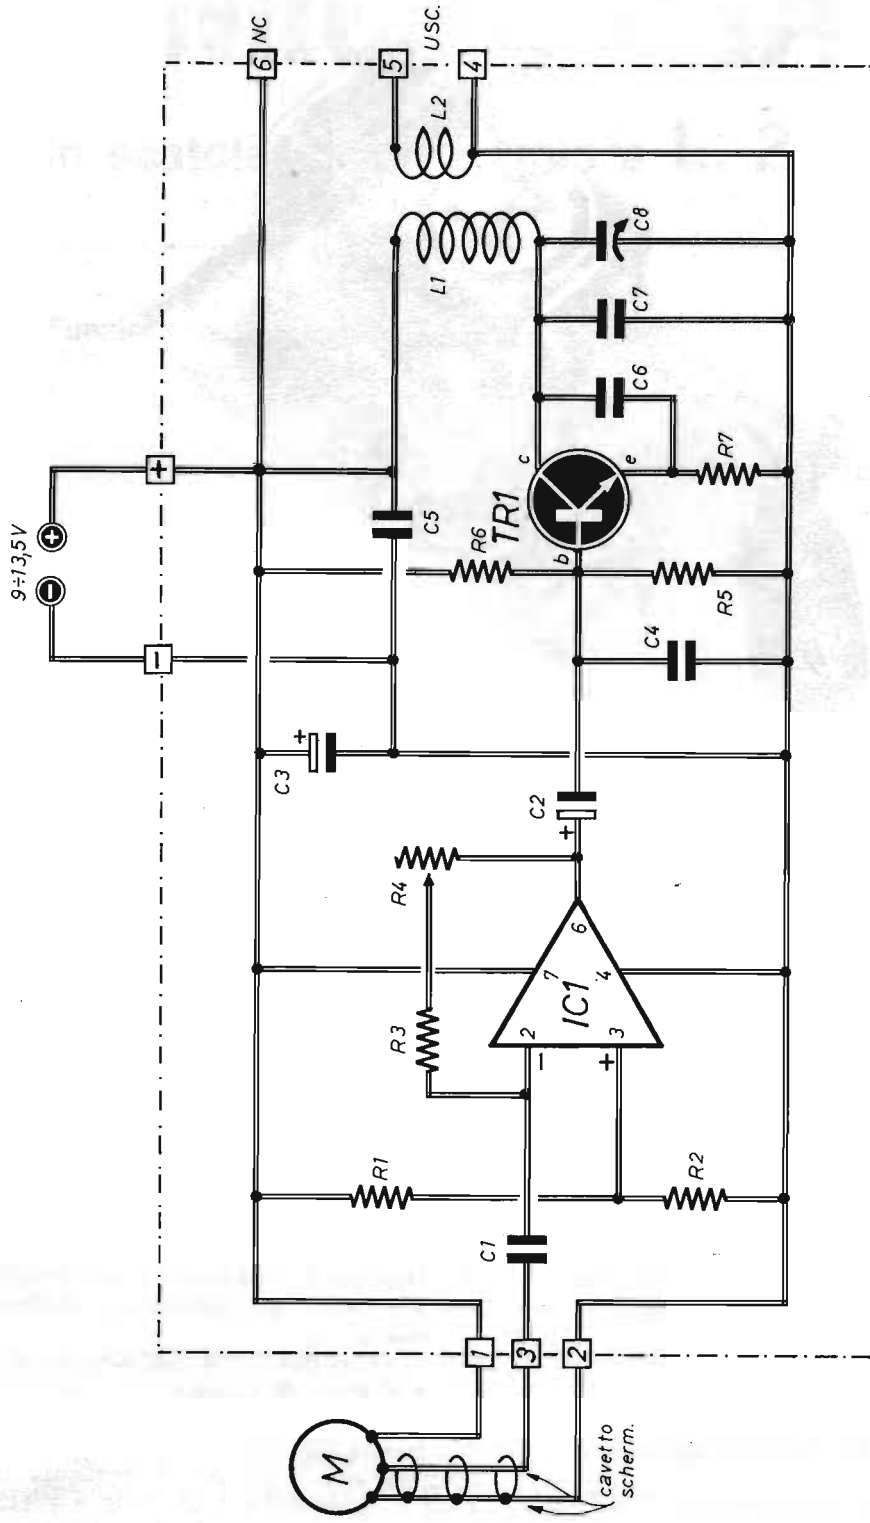 9÷13,5V
−
+
−
+
6 NC
5
USC.
4
C3
+
C5
L1
L2
R4
R3
R1
R2
C1
2
−
3
+
IC1
7
4
6
C2
+
R6
TR1
b
c
e
C4
R5
R7
C6
C7
C8
M
1
3
2
cavetto
scherm.